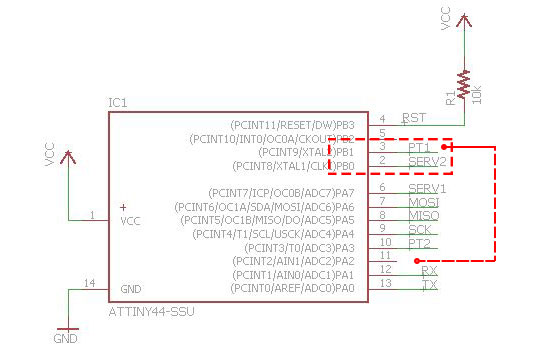 VCC
R1
10k
IC1
(PCINT11/RESET/DW)PB3 4 RST
(PCINT10/INT0/OC0A/CKOUT)PB2 5
(PCINT9/XTAL2)PB1 3 PT1
(PCINT8/XTAL1/CLKI)PB0 2 SERV2
VCC
(PCINT7/ICP/OC0B/ADC7)PA7 6 SERV1
(PCINT6/OC1A/SDA/MOSI/ADC6)PA6 7 MOSI
1 VCC (PCINT5/OC1B/MISO/DO/ADC5)PA5 8 MISO
(PCINT4/T1/SCL/USCK/ADC4)PA4 9 SCK
(PCINT3/T0/ADC3)PA3 10 PT2
(PCINT2/AIN1/ADC2)PA2 11
(PCINT1/AIN0/ADC1)PA1 12 RX
14 GND (PCINT0/AREF/ADC0)PA0 13 TX
ATTINY44-SSU
GND